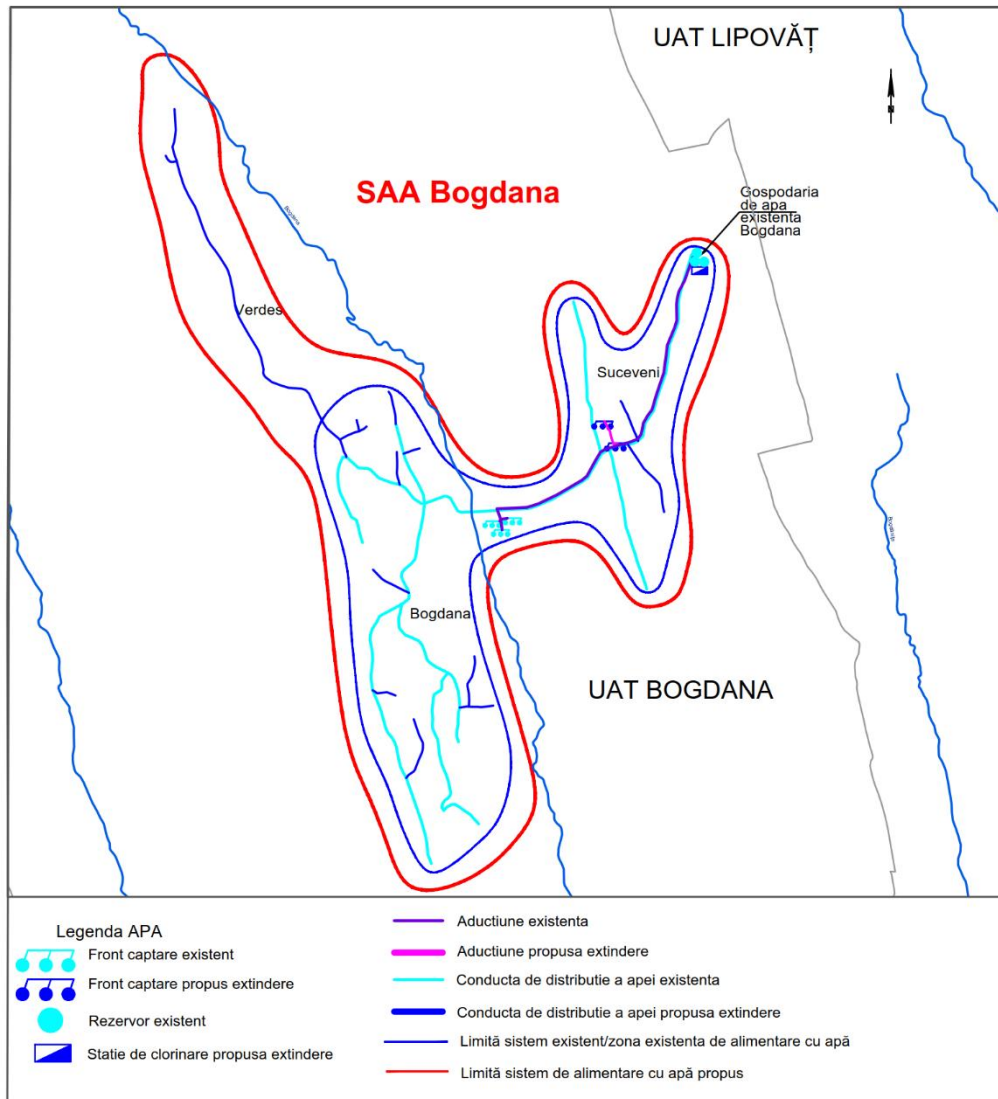 UAT LIPOVĂȚ
SAA Bogdana
Gospodaria
de apa
existenta
Bogdana
Bogdana
Verdes
Suceveni
Bogdana
UAT BOGDANA
Legenda APA
Front captare existent
Front captare propus extindere
Rezervor existent
Statie de clorinare propusa extindere
Aductiune existenta
Aductiune propusa extindere
Conducta de distributie a apei existenta
Conducta de distributie a apei propusa extindere
Limită sistem existent/zona existenta de alimentare cu apă
Limită sistem de alimentare cu apă propus